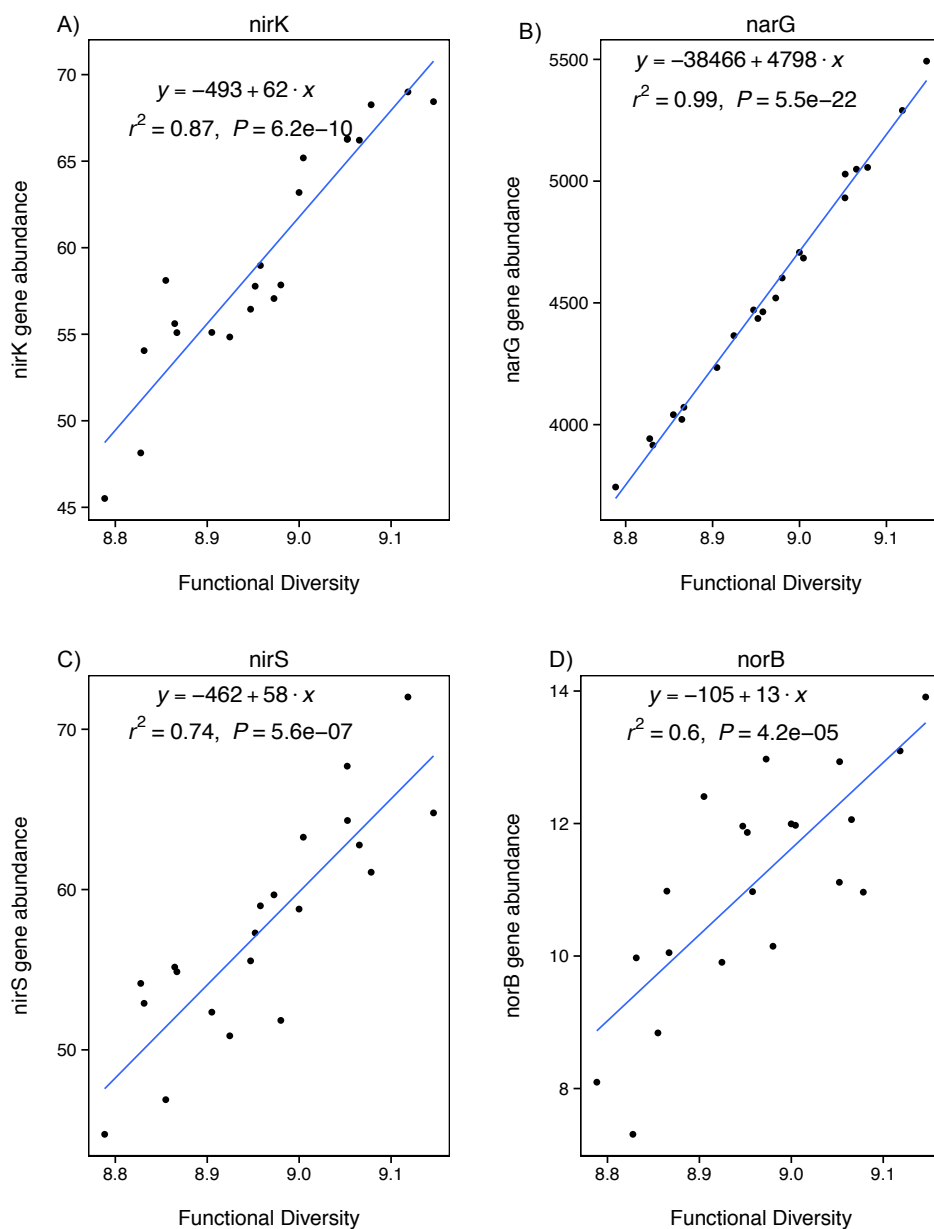 A)
nirK
y = −493 + 62 · x
r² = 0.87,  P = 6.2e−10
nirK gene abundance
70
65
60
55
50
45
8.8 8.9 9.0 9.1
Functional Diversity
B)
narG
y = −38466 + 4798 · x
r² = 0.99,  P = 5.5e−22
narG gene abundance
5500
5000
4500
4000
8.8 8.9 9.0 9.1
Functional Diversity
C)
nirS
y = −462 + 58 · x
r² = 0.74,  P = 5.6e−07
nirS gene abundance
70
60
50
8.8 8.9 9.0 9.1
Functional Diversity
D)
norB
y = −105 + 13 · x
r² = 0.6,  P = 4.2e−05
norB gene abundance
14
12
10
8
8.8 8.9 9.0 9.1
Functional Diversity